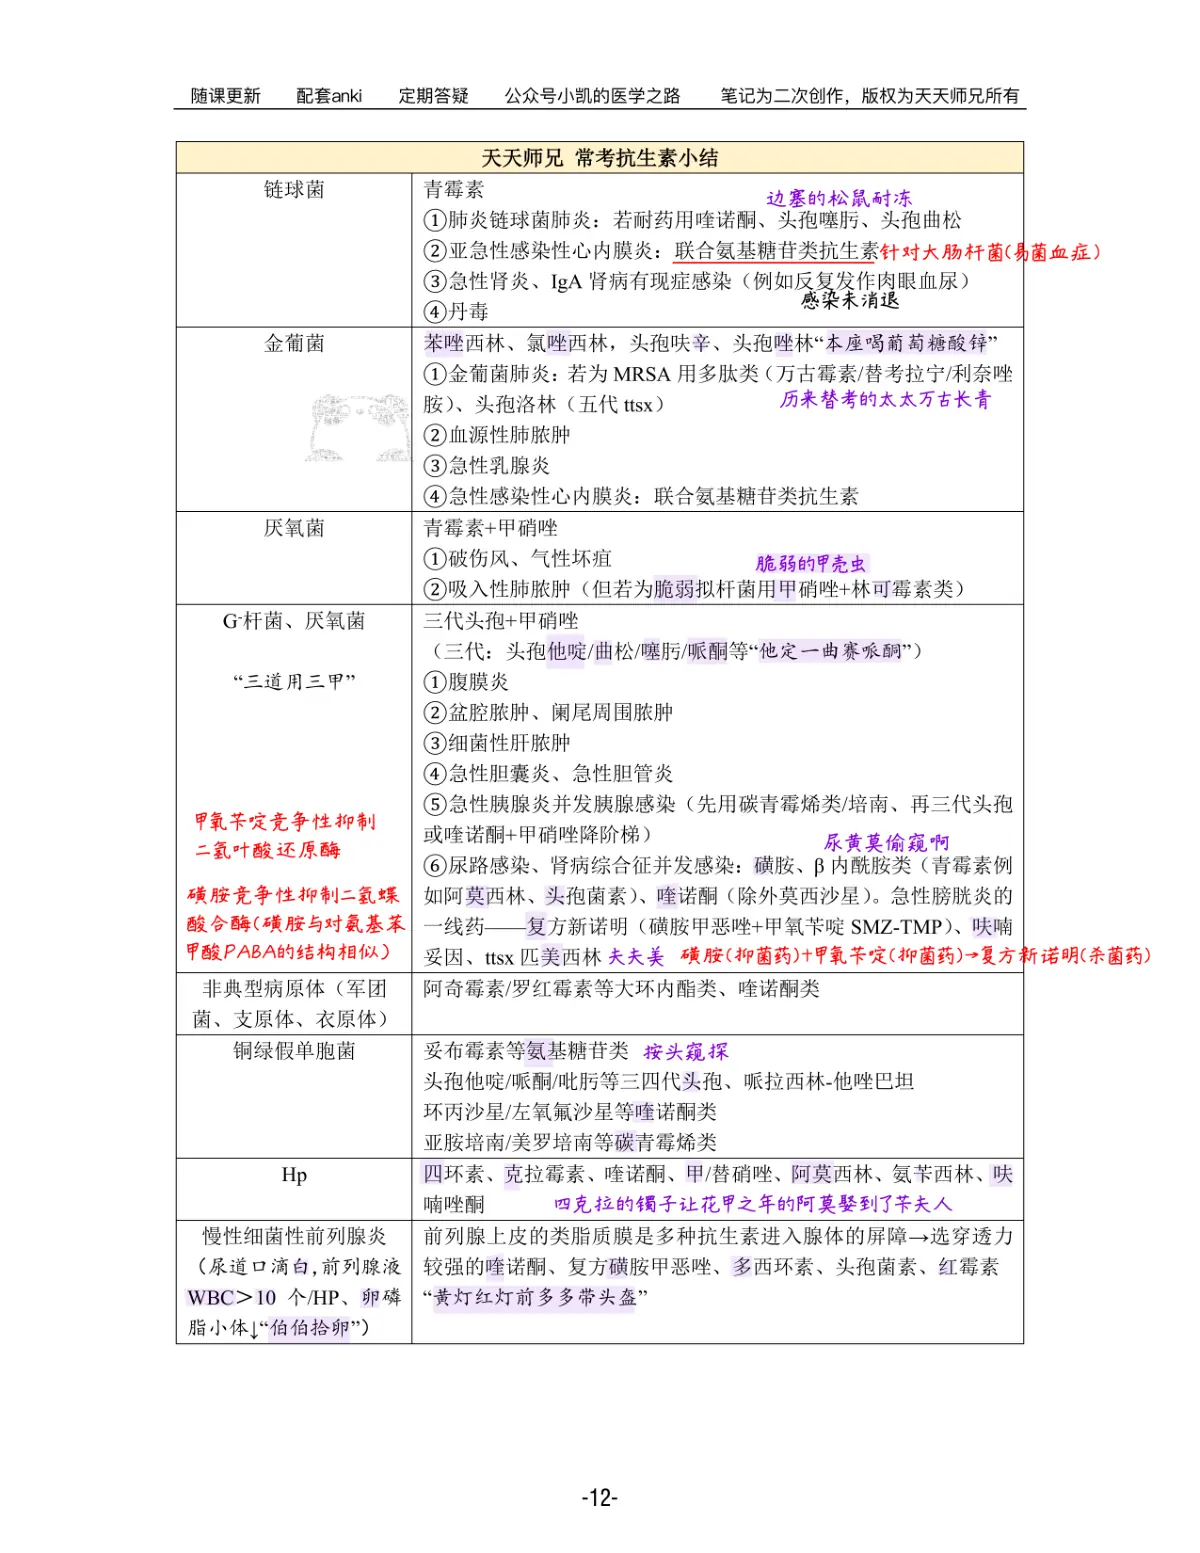 随课更新 配套anki 定期答疑 公众号小凯的医学之路 笔记为二次创作，版权为天天师兄所有
天天师兄 常考抗生素小结
链球菌
青霉素
边塞的松鼠耐冻
①肺炎链球菌肺炎：若耐药用喹诺酮、头孢噻肟、头孢曲松
②亚急性感染性心内膜炎：联合氨基糖苷类抗生素针对大肠杆菌(易菌血症)
③急性肾炎、IgA 肾病有现症感染（例如反复发作肉眼血尿）
感染未消退
④丹毒
金葡菌
苯唑西林、氯唑西林，头孢呋辛、头孢唑林“本座喝葡萄糖酸锌”
①金葡菌肺炎：若为 MRSA 用多肽类（万古霉素/替考拉宁/利奈唑
胺）、头孢洛林（五代 ttsx）
历来替考的太太万古长青
②血源性肺脓肿
③急性乳腺炎
④急性感染性心内膜炎：联合氨基糖苷类抗生素
厌氧菌
青霉素+甲硝唑
①破伤风、气性坏疽
脆弱的甲壳虫
②吸入性肺脓肿（但若为脆弱拟杆菌用甲硝唑+林可霉素类）
G-杆菌、厌氧菌
“三道用三甲”
甲氧苄啶竞争性抑制
二氢叶酸还原酶
磺胺竞争性抑制二氢蝶
酸合酶(磺胺与对氨基苯
甲酸PABA的结构相似)
三代头孢+甲硝唑
（三代：头孢他啶/曲松/噻肟/哌酮等“他定一曲赛哌酮”）
①腹膜炎
②盆腔脓肿、阑尾周围脓肿
③细菌性肝脓肿
④急性胆囊炎、急性胆管炎
⑤急性胰腺炎并发胰腺感染（先用碳青霉烯类/培南、再三代头孢
或喹诺酮+甲硝唑降阶梯）
尿黄莫偷窥啊
⑥尿路感染、肾病综合征并发感染：磺胺、β 内酰胺类（青霉素例
如阿莫西林、头孢菌素）、喹诺酮（除外莫西沙星）。急性膀胱炎的
一线药——复方新诺明（磺胺甲恶唑+甲氧苄啶 SMZ-TMP）、呋喃
妥因、ttsx 匹美西林 夫夫美 磺胺(抑菌药)+甲氧苄啶(抑菌药)→复方新诺明(杀菌药)
非典型病原体（军团
菌、支原体、衣原体）
阿奇霉素/罗红霉素等大环内酯类、喹诺酮类
铜绿假单胞菌
妥布霉素等氨基糖苷类 按头窥探
头孢他啶/哌酮/吡肟等三四代头孢、哌拉西林-他唑巴坦
环丙沙星/左氧氟沙星等喹诺酮类
亚胺培南/美罗培南等碳青霉烯类
Hp
四环素、克拉霉素、喹诺酮、甲/替硝唑、阿莫西林、氨苄西林、呋
喃唑酮 四克拉的镯子让花甲之年的阿莫娶到了苄夫人
慢性细菌性前列腺炎
（尿道口滴白,前列腺液
WBC＞10 个/HP、卵磷
脂小体↓“伯伯拾卵”）
前列腺上皮的类脂质膜是多种抗生素进入腺体的屏障→选穿透力
较强的喹诺酮、复方磺胺甲恶唑、多西环素、头孢菌素、红霉素
“黄灯红灯前多多带头盔”
-12-